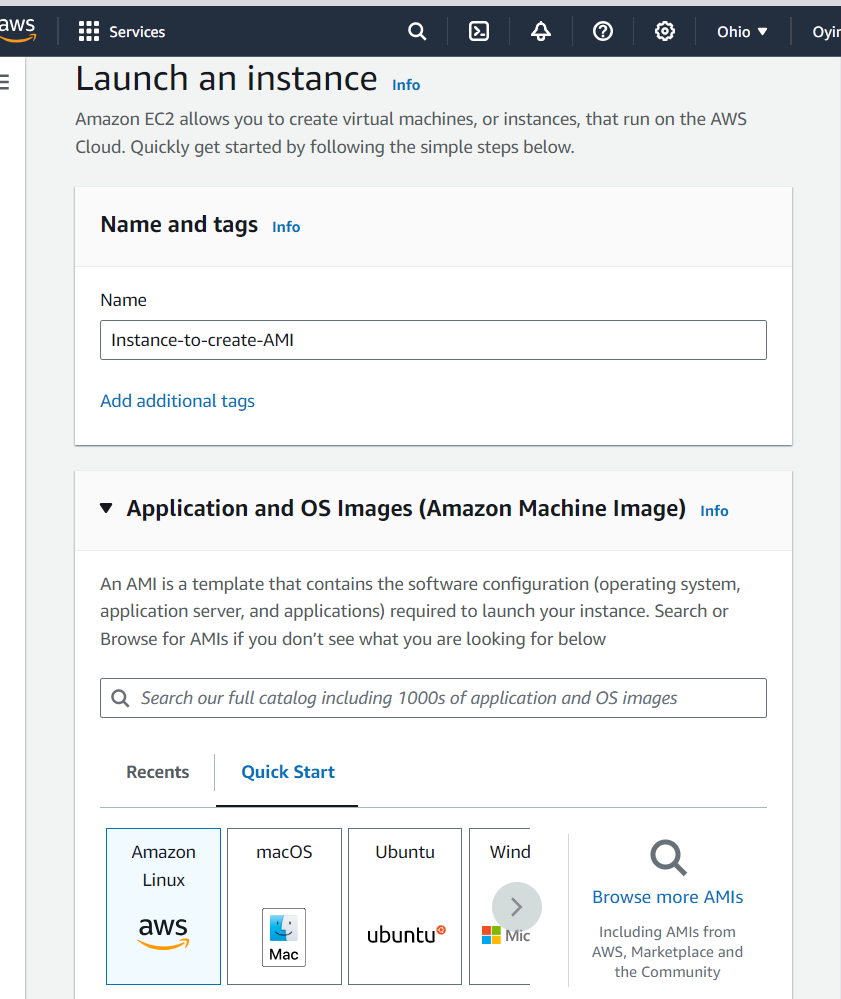 aws Services Ohio Oyin
Launch an instance Info
Amazon EC2 allows you to create virtual machines, or instances, that run on the AWS
Cloud. Quickly get started by following the simple steps below.
Name and tags Info
Name
Instance-to-create-AMI
Add additional tags
Application and OS Images (Amazon Machine Image) Info
An AMI is a template that contains the software configuration (operating system,
application server, and applications) required to launch your instance. Search or
Browse for AMIs if you don’t see what you are looking for below
Search our full catalog including 1000s of application and OS images
Recents Quick Start
Amazon
Linux
aws
macOS
Mac
Ubuntu
ubuntu
Wind
Mic
Browse more AMIs
Including AMIs from
AWS, Marketplace and
the Community